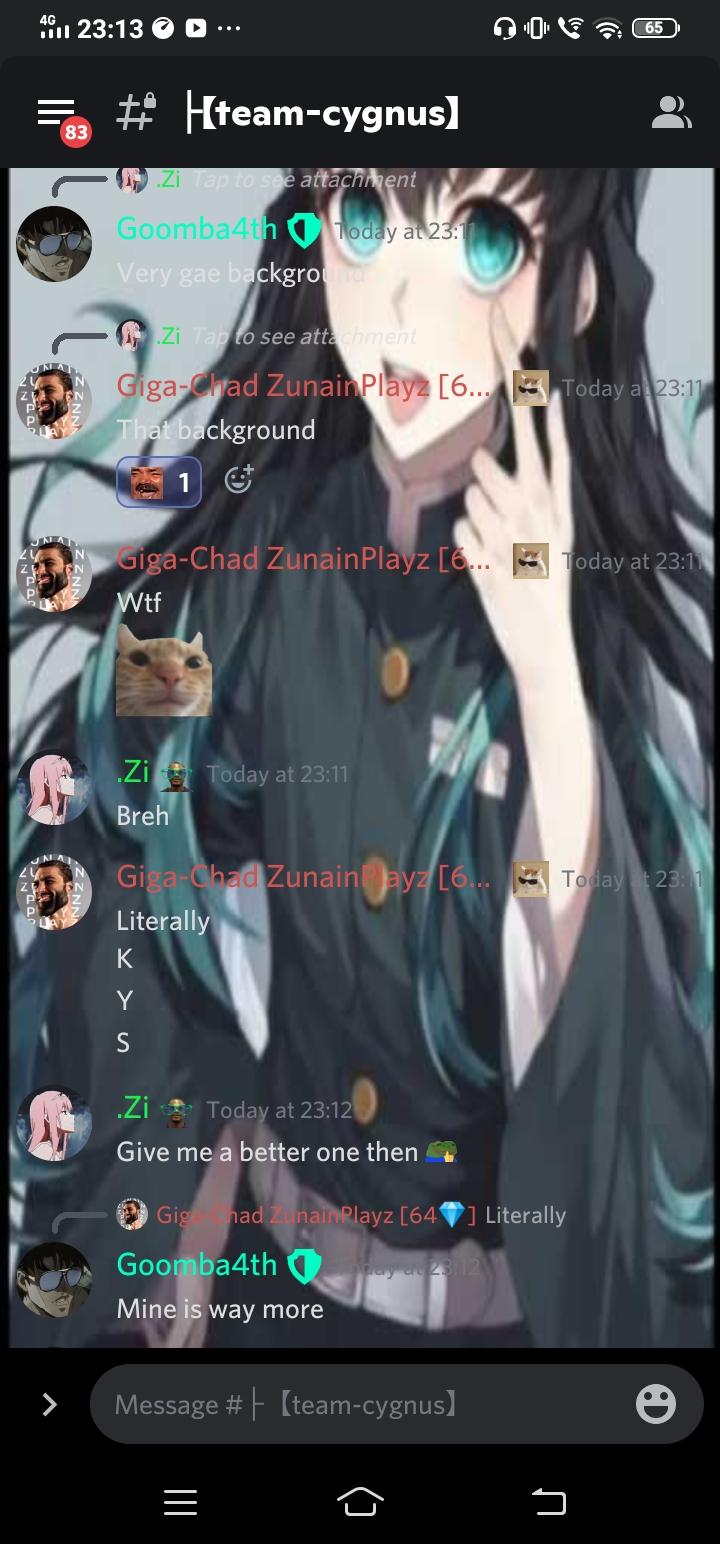 4G 23:13 65
83 # ├【team-cygnus】
.Zi Tap to see attachment
Goomba4th Today at 23:11
Very gae background
.Zi Tap to see attachment
Giga-Chad ZunainPlayz [6... Today at 23:11
That background
1
Giga-Chad ZunainPlayz [6... Today at 23:11
Wtf
.Zi Today at 23:11
Breh
Giga-Chad ZunainPlayz [6... Today at 23:11
Literally
K
Y
S
.Zi Today at 23:12
Give me a better one then
Giga-Chad ZunainPlayz [64💎] Literally
Goomba4th Today at 23:12
Mine is way more
Message #├【team-cygnus】